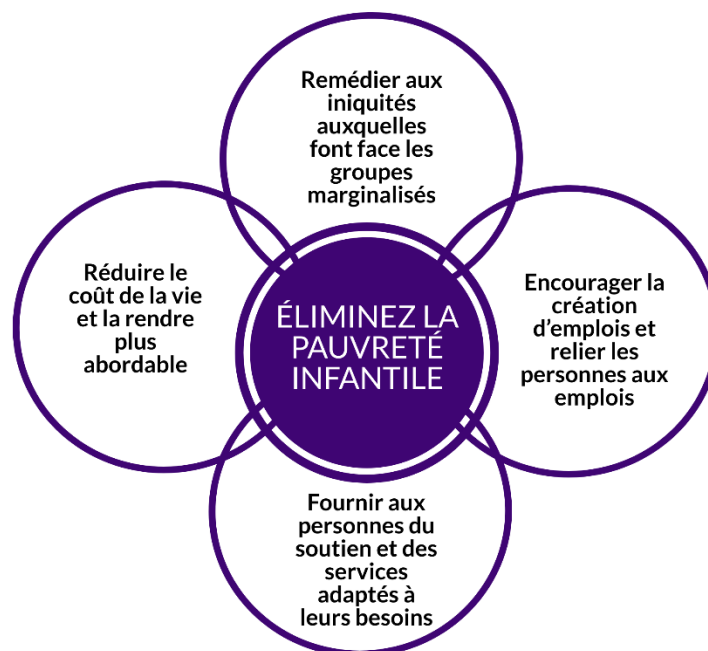 Remédier aux
iniquités
auxquelles
font face les
groupes
marginalisés
Réduire le
coût de la vie
et la rendre
plus
abordable
ÉLIMINEZ LA
PAUVRETÉ
INFANTILE
Encourager la
création
d'emplois et
relier les
personnes aux
emplois
Fournir aux
personnes du
soutien et des
services
adaptés à
leurs besoins